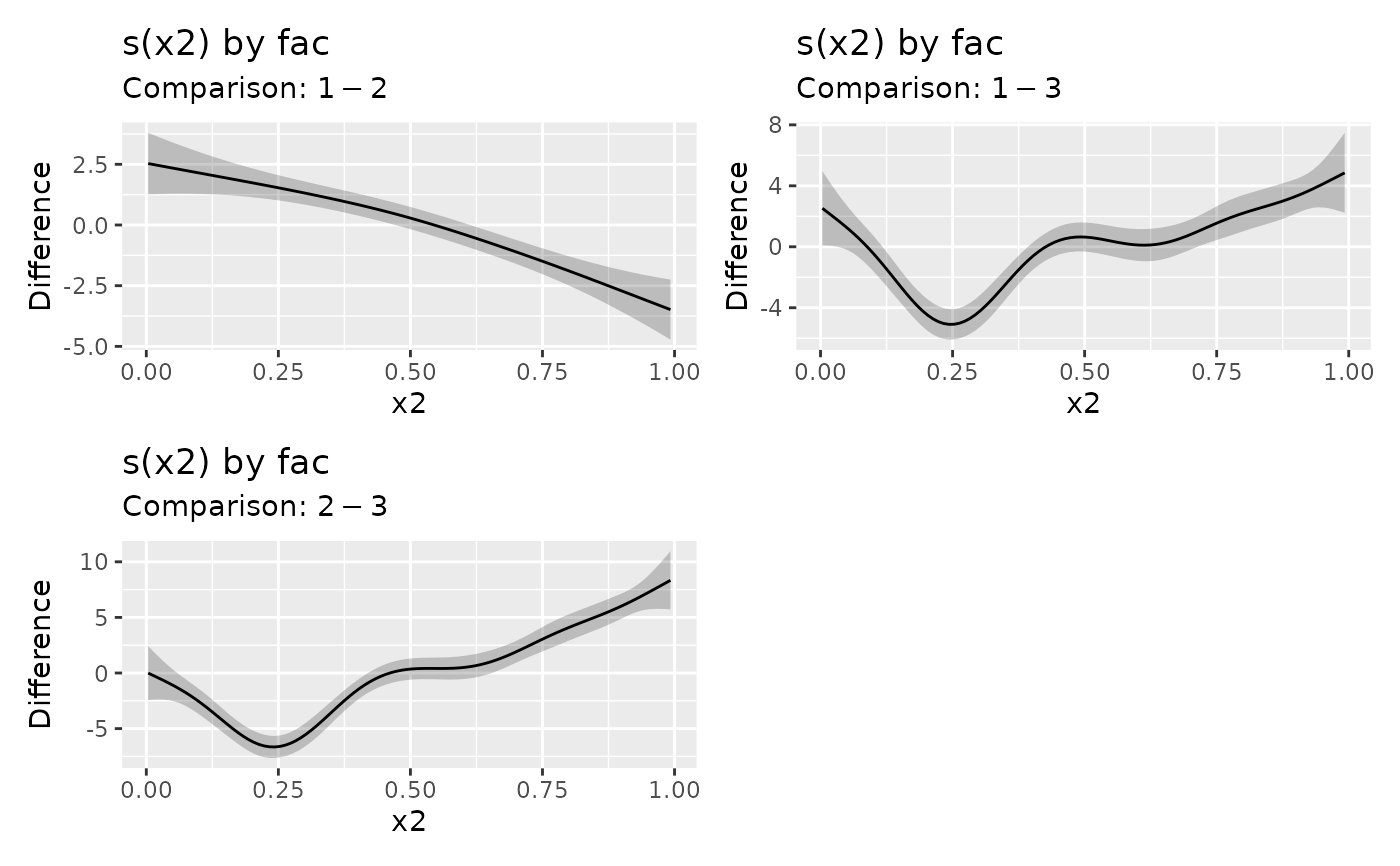 s(x2) by fac
Comparison: 1 − 2
Difference
2.5
0.0
-2.5
-5.0
0.00 0.25 0.50 0.75 1.00
x2
s(x2) by fac
Comparison: 1 − 3
Difference
8
4
0
-4
0.00 0.25 0.50 0.75 1.00
x2
s(x2) by fac
Comparison: 2 − 3
Difference
10
5
0
-5
0.00 0.25 0.50 0.75 1.00
x2